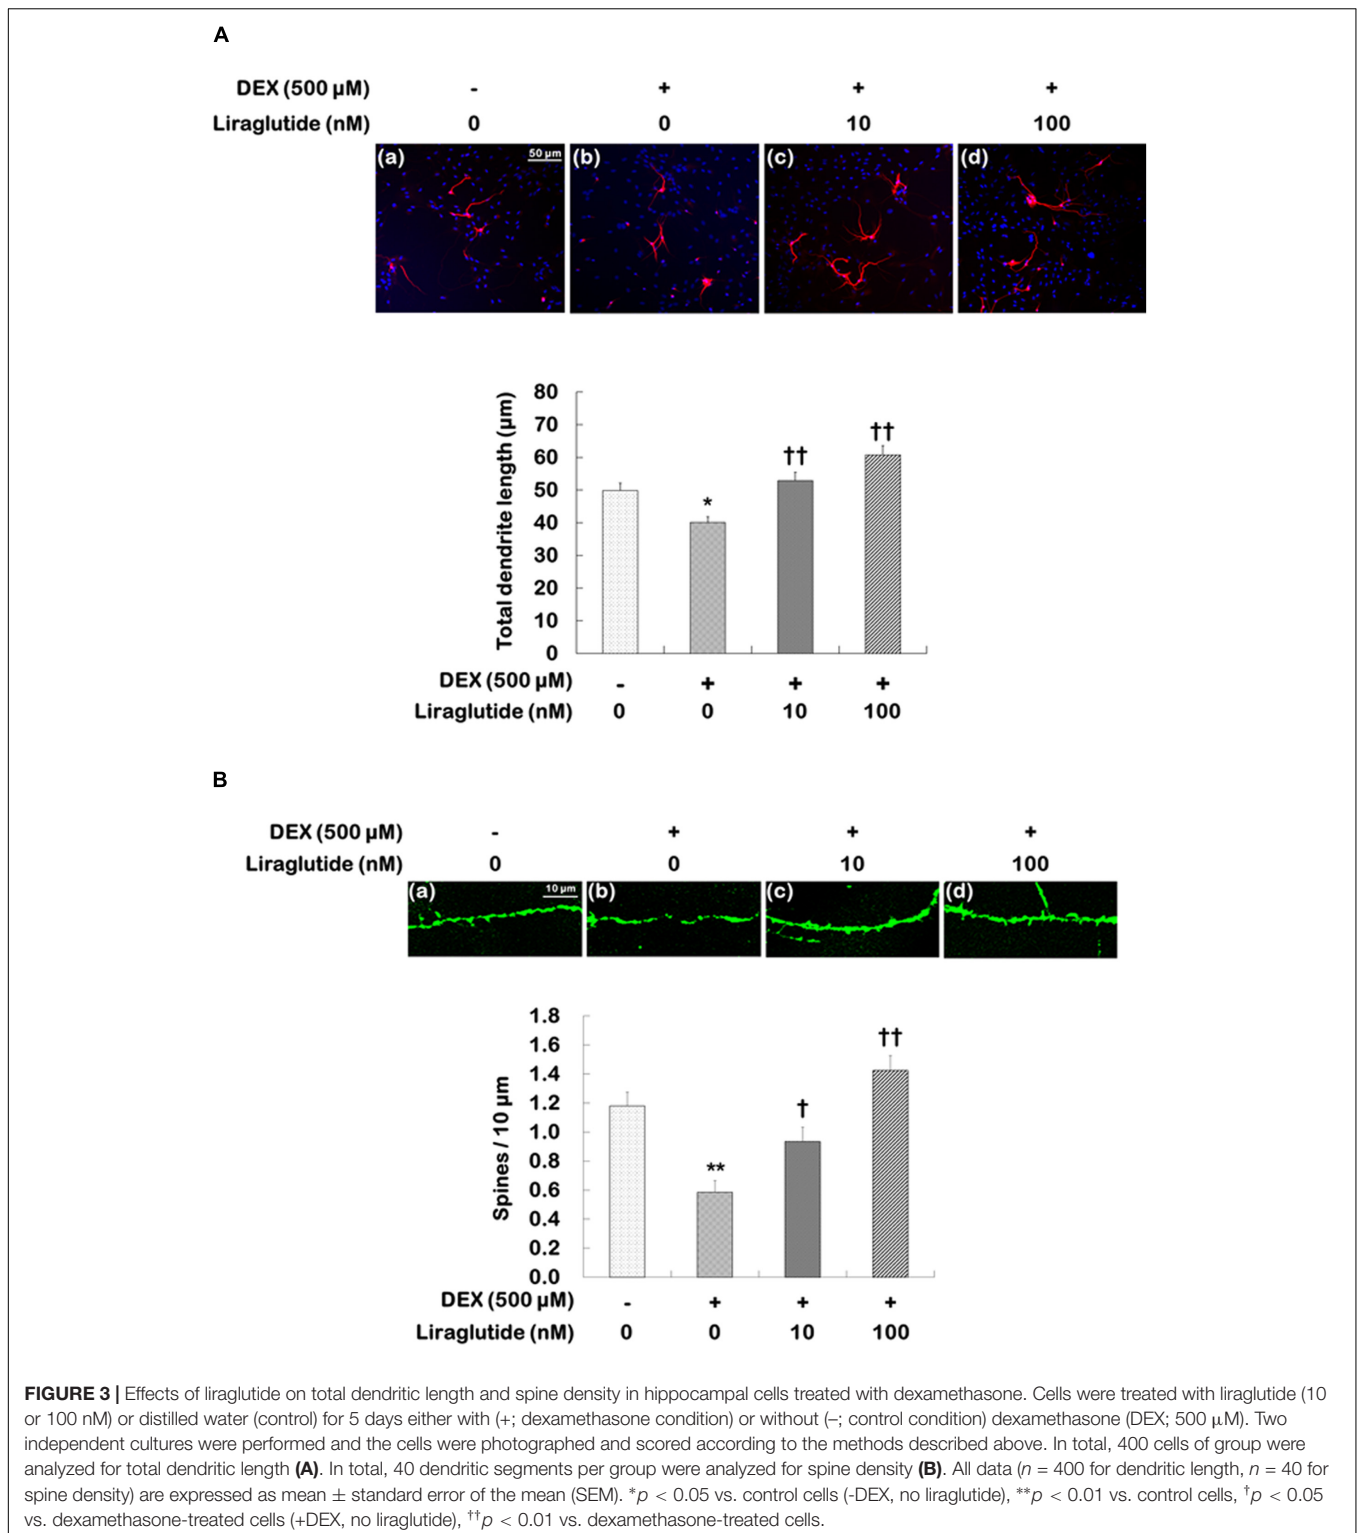 A
DEX (500 µM) - + + +
Liraglutide (nM) 0 0 10 100
(a) 50 µm (b) (c) (d)
80
70
60
50
40
30
20
10
0
Total dendrite length (µm)
* †† ††
DEX (500 µM) - + + +
Liraglutide (nM) 0 0 10 100
B
DEX (500 µM) - + + +
Liraglutide (nM) 0 0 10 100
(a) 10 µm (b) (c) (d)
1.8
1.6
1.4
1.2
1.0
0.8
0.6
0.4
0.2
0.0
Spines / 10 µm
** † ††
DEX (500 µM) - + + +
Liraglutide (nM) 0 0 10 100
FIGURE 3 | Effects of liraglutide on total dendritic length and spine density in hippocampal cells treated with dexamethasone. Cells were treated with liraglutide (10
or 100 nM) or distilled water (control) for 5 days either with (+; dexamethasone condition) or without (–; control condition) dexamethasone (DEX; 500 µM). Two
independent cultures were performed and the cells were photographed and scored according to the methods described above. In total, 400 cells of group were
analyzed for total dendritic length (A). In total, 40 dendritic segments per group were analyzed for spine density (B). All data (n = 400 for dendritic length, n = 40 for
spine density) are expressed as mean ± standard error of the mean (SEM). *p < 0.05 vs. control cells (-DEX, no liraglutide), **p < 0.01 vs. control cells, †p < 0.05
vs. dexamethasone-treated cells (+DEX, no liraglutide), ††p < 0.01 vs. dexamethasone-treated cells.